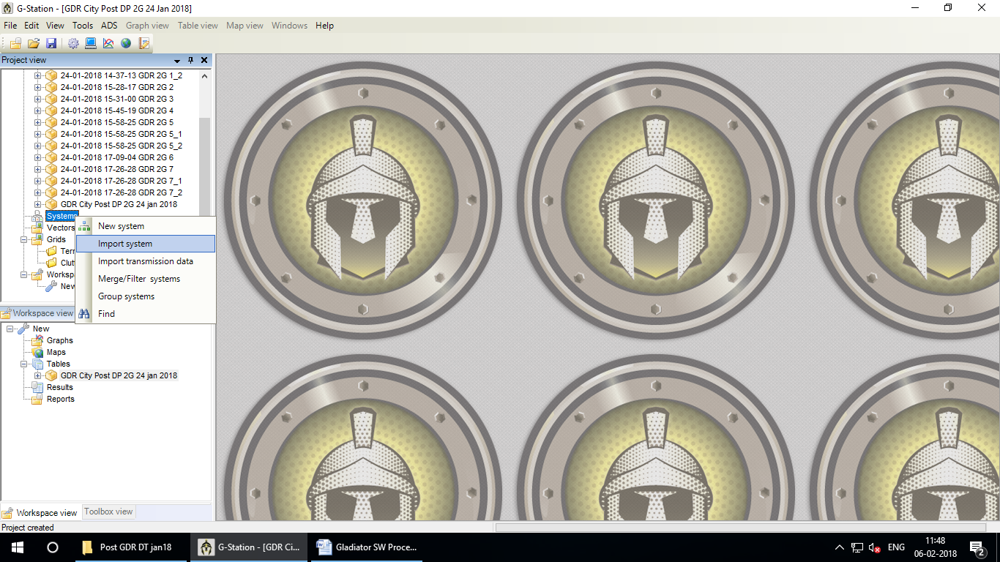 G-Station - [GDR City Post DP 2G 24 Jan 2018]
File Edit View Tools ADS Graph view Table view Map view Windows Help
Project view
24-01-2018 14-37-13 GDR 2G 1_2
24-01-2018 15-28-17 GDR 2G 2
24-01-2018 15-31-00 GDR 2G 3
24-01-2018 15-45-19 GDR 2G 4
24-01-2018 15-58-25 GDR 2G 5
24-01-2018 15-58-25 GDR 2G 5_1
24-01-2018 15-58-25 GDR 2G 5_2
24-01-2018 17-09-04 GDR 2G 6
24-01-2018 17-26-28 GDR 2G 7
24-01-2018 17-26-28 GDR 2G 7_1
24-01-2018 17-26-28 GDR 2G 7_2
GDR City Post DP 2G 24 jan 2018
Systems
Vectors
Grids
Terr
Clut
Worksp
New
New system
Import system
Import transmission data
Merge/Filter systems
Group systems
Find
Workspace view
New
Graphs
Maps
Tables
GDR City Post DP 2G 24 jan 2018
Results
Reports
Workspace view Toolbox view
Project created
Post GDR DT jan18
G-Station - [GDR Ci...
Gladiator SW Proce...
ENG
11:48
06-02-2018
2